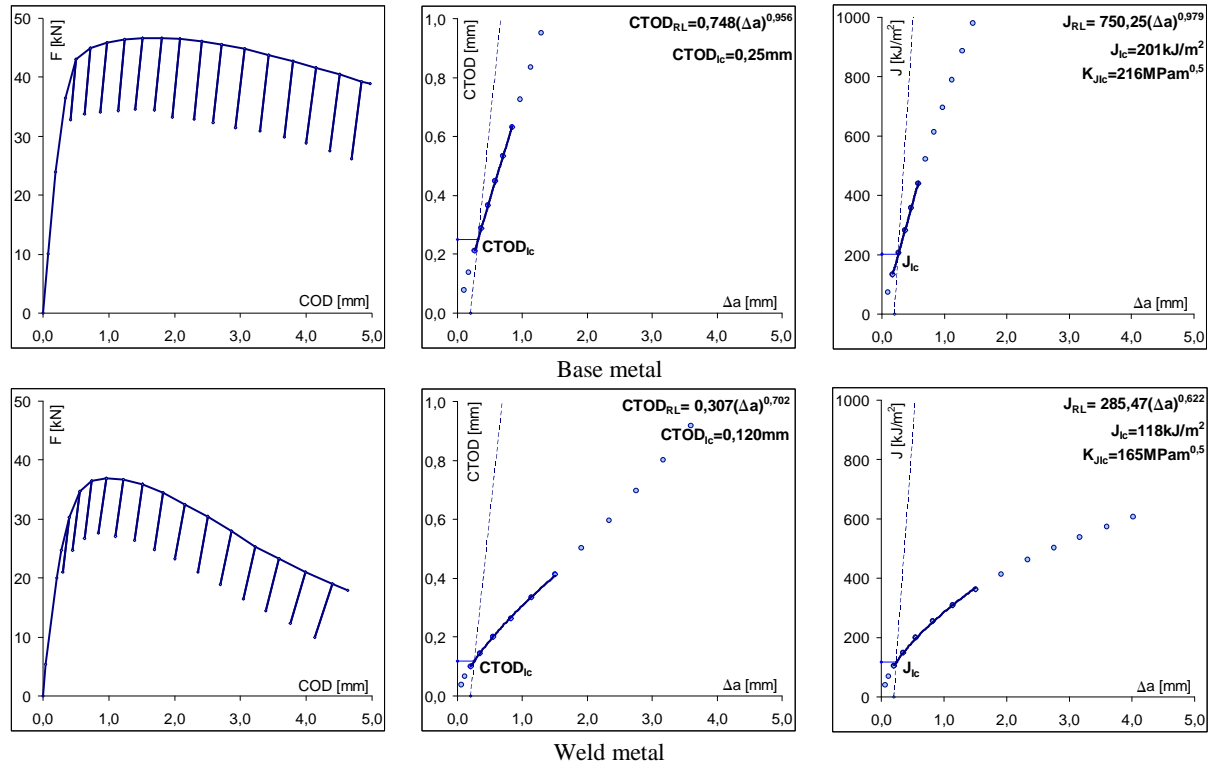 50
40
30
20
10
0
F [kN]
COD [mm]
0,0 1,0 2,0 3,0 4,0 5,0
1,0
0,8
0,6
0,4
0,2
0,0
CTOD [mm]
CTOD_RL=0,748(Δa)^0,956
CTOD_Ic=0,25mm
CTOD_Ic
Δa [mm]
0,0 1,0 2,0 3,0 4,0 5,0
1000
800
600
400
200
0
J [kJ/m²]
J_RL= 750,25(Δa)^0,979
J_Ic=201kJ/m²
K_JIc=216MPam^0,5
J_Ic
Δa [mm]
0,0 1,0 2,0 3,0 4,0 5,0
Base metal
50
40
30
20
10
0
F [kN]
COD [mm]
0,0 1,0 2,0 3,0 4,0 5,0
1,0
0,8
0,6
0,4
0,2
0,0
CTOD [mm]
CTOD_RL= 0,307(Δa)^0,702
CTOD_Ic=0,120mm
CTOD_Ic
Δa [mm]
0,0 1,0 2,0 3,0 4,0 5,0
1000
800
600
400
200
0
J [kJ/m²]
J_RL = 285,47(Δa)^0,622
J_Ic=118kJ/m²
K_JIc=165MPam^0,5
J_Ic
Δa [mm]
0,0 1,0 2,0 3,0 4,0 5,0
Weld metal